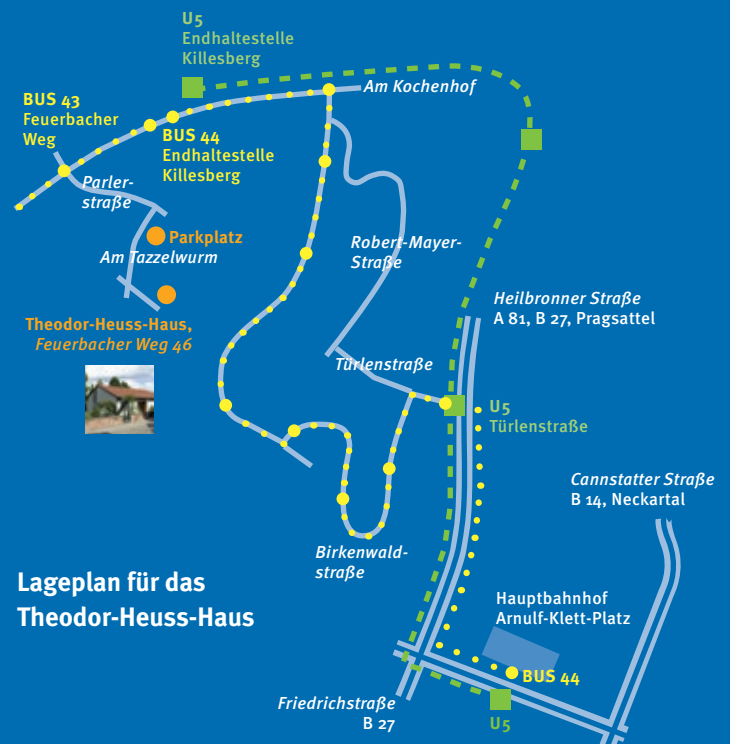 U5
Endhaltestelle
Killesberg
Am Kochenhof
BUS 43
Feuerbacher
Weg
BUS 44
Endhaltestelle
Killesberg
Parler-
straße
Parkplatz
Am Tazzelwurm
Robert-Mayer-
Straße
Heilbronner Straße
A 81, B 27, Pragsattel
Theodor-Heuss-Haus,
Feuerbacher Weg 46
Türlenstraße
U5
Türlenstraße
Cannstatter Straße
B 14, Neckartal
Birkenwald-
straße
Lageplan für das
Theodor-Heuss-Haus
Hauptbahnhof
Arnulf-Klett-Platz
BUS 44
Friedrichstraße
B 27
U5